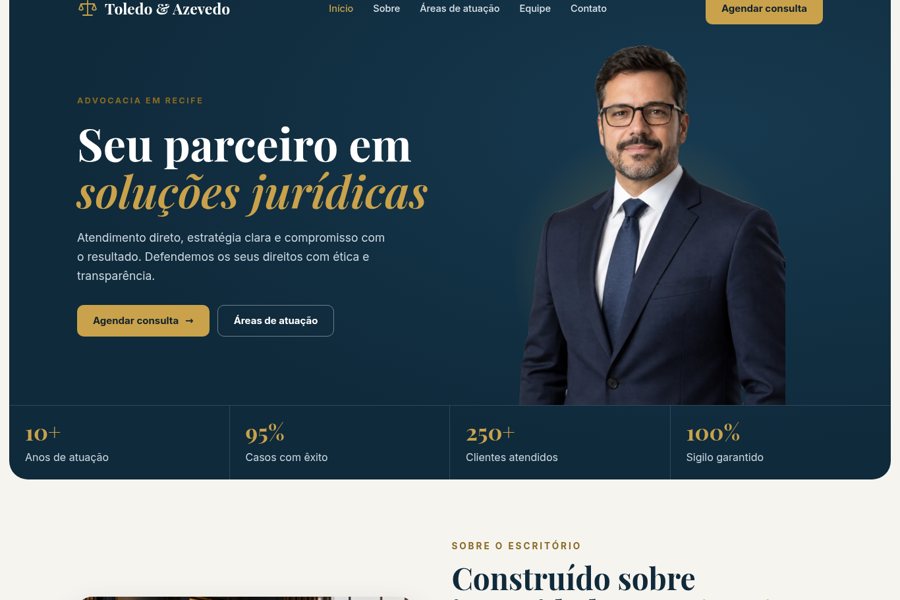 Toledo & Azevedo
Início
Sobre
Áreas de atuação
Equipe
Contato
Agendar consulta
ADVOCACIA EM RECIFE
Seu parceiro em
soluções jurídicas
Atendimento direto, estratégia clara e compromisso com
o resultado. Defendemos os seus direitos com ética e
transparência.
Agendar consulta →
Áreas de atuação
10+
Anos de atuação
95%
Casos com êxito
250+
Clientes atendidos
100%
Sigilo garantido
SOBRE O ESCRITÓRIO
Construído sobre